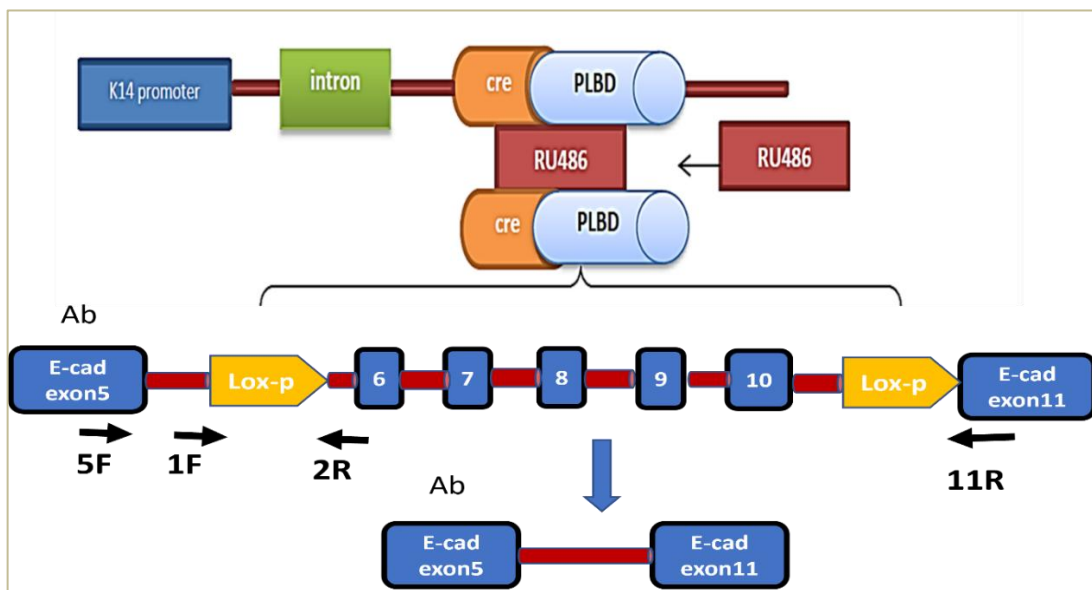 K14 promoter
intron
cre
PLBD
RU486
RU486
cre
PLBD
Ab
E-cad
exon5
Lox-p
6
7
8
9
10
Lox-p
E-cad
exon11
5F
1F
2R
11R
Ab
E-cad
exon5
E-cad
exon11